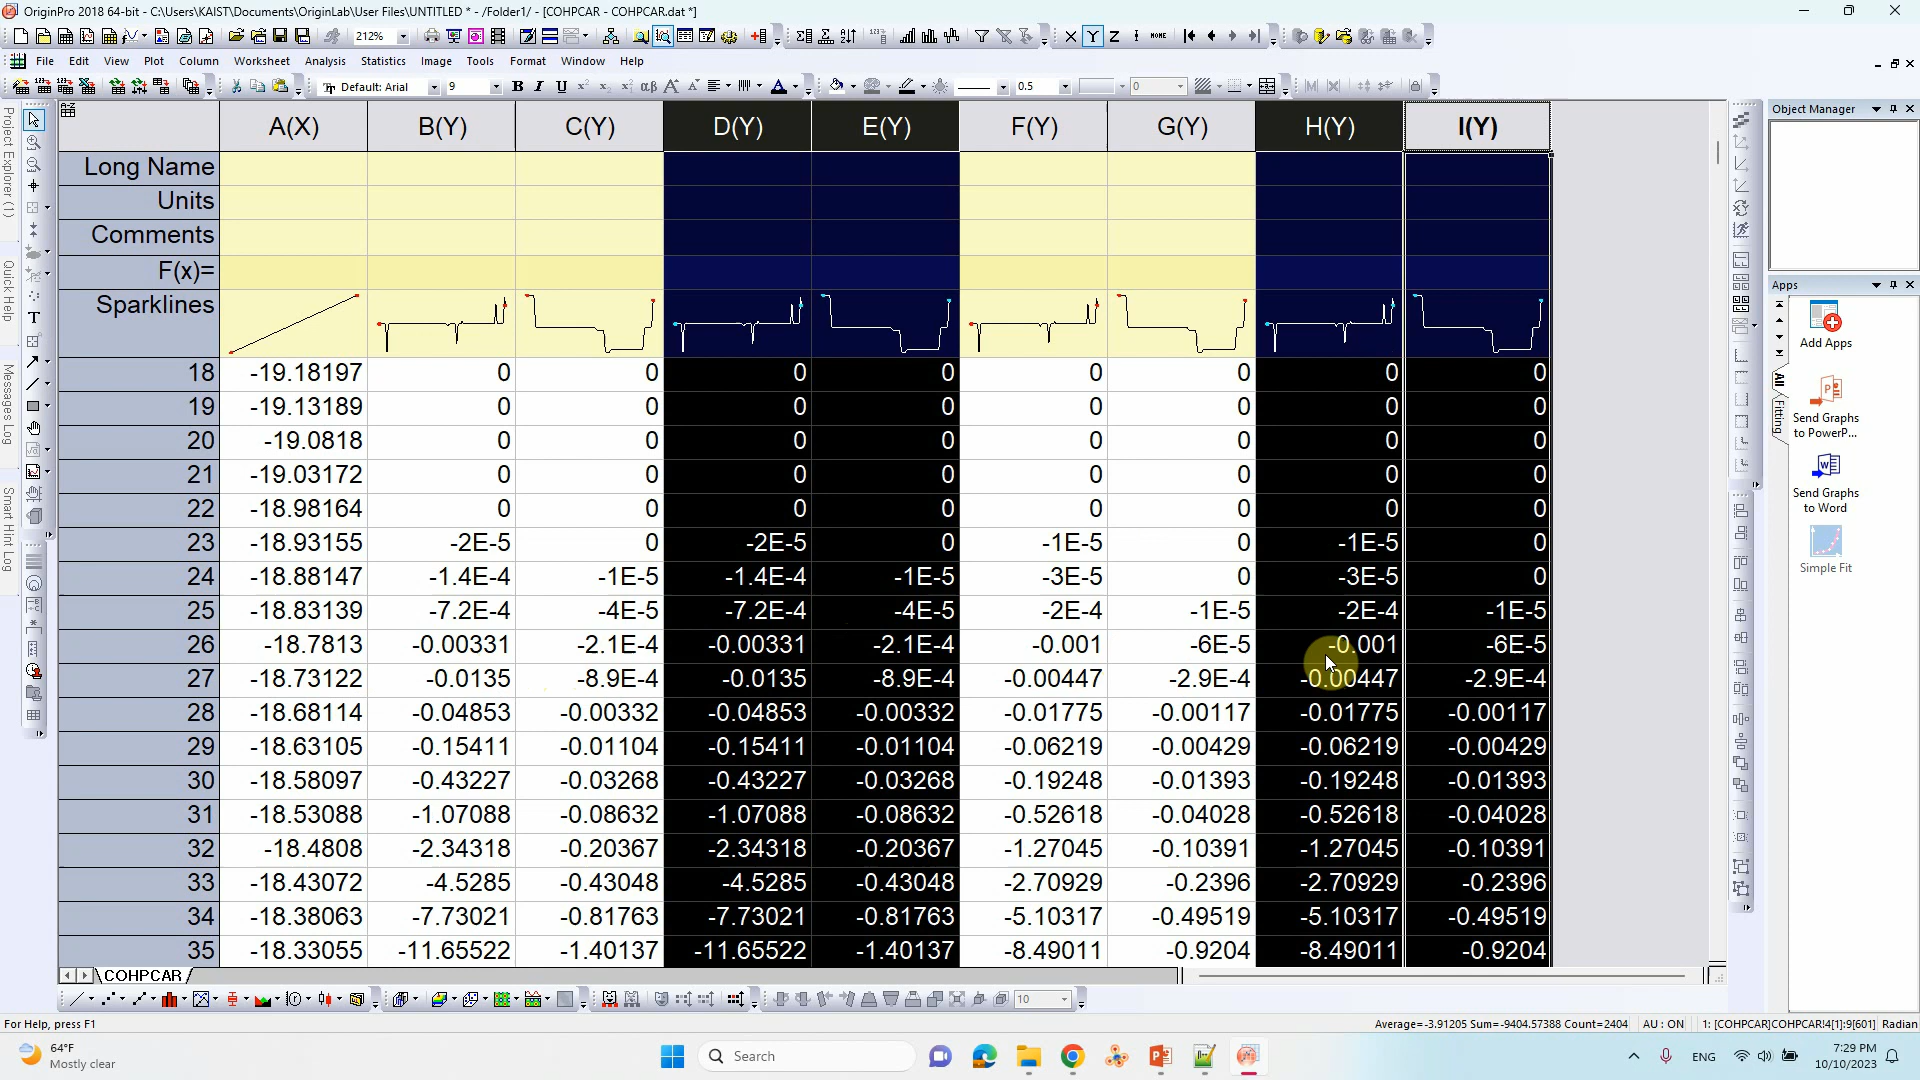 OriginPro 2018 64-bit - C:\Users\KAIST\Documents\OriginLab\User Files\UNTITLED * - /Folder1/ - [COHPCAR - COHPCAR.dat *]
212%
X Y Z
File Edit View Plot Column Worksheet Analysis Statistics Image Tools Format Window Help
Default: Arial 9 B I U αβ A A 0.5 0
A(X) B(Y) C(Y) D(Y) E(Y) F(Y) G(Y) H(Y) I(Y)
Long Name
Units
Comments
F(x)=
Sparklines
18 -19.18197 0 0 0 0 0 0 0 0
19 -19.13189 0 0 0 0 0 0 0 0
20 -19.0818 0 0 0 0 0 0 0 0
21 -19.03172 0 0 0 0 0 0 0 0
22 -18.98164 0 0 0 0 0 0 0 0
23 -18.93155 -2E-5 0 -2E-5 0 -1E-5 0 -1E-5 0
24 -18.88147 -1.4E-4 -1E-5 -1.4E-4 -1E-5 -3E-5 0 -3E-5 0
25 -18.83139 -7.2E-4 -4E-5 -7.2E-4 -4E-5 -2E-4 -1E-5 -2E-4 -1E-5
26 -18.7813 -0.00331 -2.1E-4 -0.00331 -2.1E-4 -0.001 -6E-5 -0.001 -6E-5
27 -18.73122 -0.0135 -8.9E-4 -0.0135 -8.9E-4 -0.00447 -2.9E-4 -0.00447 -2.9E-4
28 -18.68114 -0.04853 -0.00332 -0.04853 -0.00332 -0.01775 -0.00117 -0.01775 -0.00117
29 -18.63105 -0.15411 -0.01104 -0.15411 -0.01104 -0.06219 -0.00429 -0.06219 -0.00429
30 -18.58097 -0.43227 -0.03268 -0.43227 -0.03268 -0.19248 -0.01393 -0.19248 -0.01393
31 -18.53088 -1.07088 -0.08632 -1.07088 -0.08632 -0.52618 -0.04028 -0.52618 -0.04028
32 -18.4808 -2.34318 -0.20367 -2.34318 -0.20367 -1.27045 -0.10391 -1.27045 -0.10391
33 -18.43072 -4.5285 -0.43048 -4.5285 -0.43048 -2.70929 -0.2396 -2.70929 -0.2396
34 -18.38063 -7.73021 -0.81763 -7.73021 -0.81763 -5.10317 -0.49519 -5.10317 -0.49519
35 -18.33055 -11.65522 -1.40137 -11.65522 -1.40137 -8.49011 -0.9204 -8.49011 -0.9204
COHPCAR
Project Explorer (1)
Quick Help
Messages Log
Smart Hint Log
Object Manager
Apps
All
Fitting
Add Apps
Send Graphs
to PowerP...
Send Graphs
to Word
Simple Fit
10
For Help, press F1
Average=-3.91205 Sum=-9404.57388 Count=2404 AU : ON 1: [COHPCAR]COHPCAR!4[1]:9[601] Radian
64°F
Mostly clear
Search
ENG
7:29 PM
10/10/2023